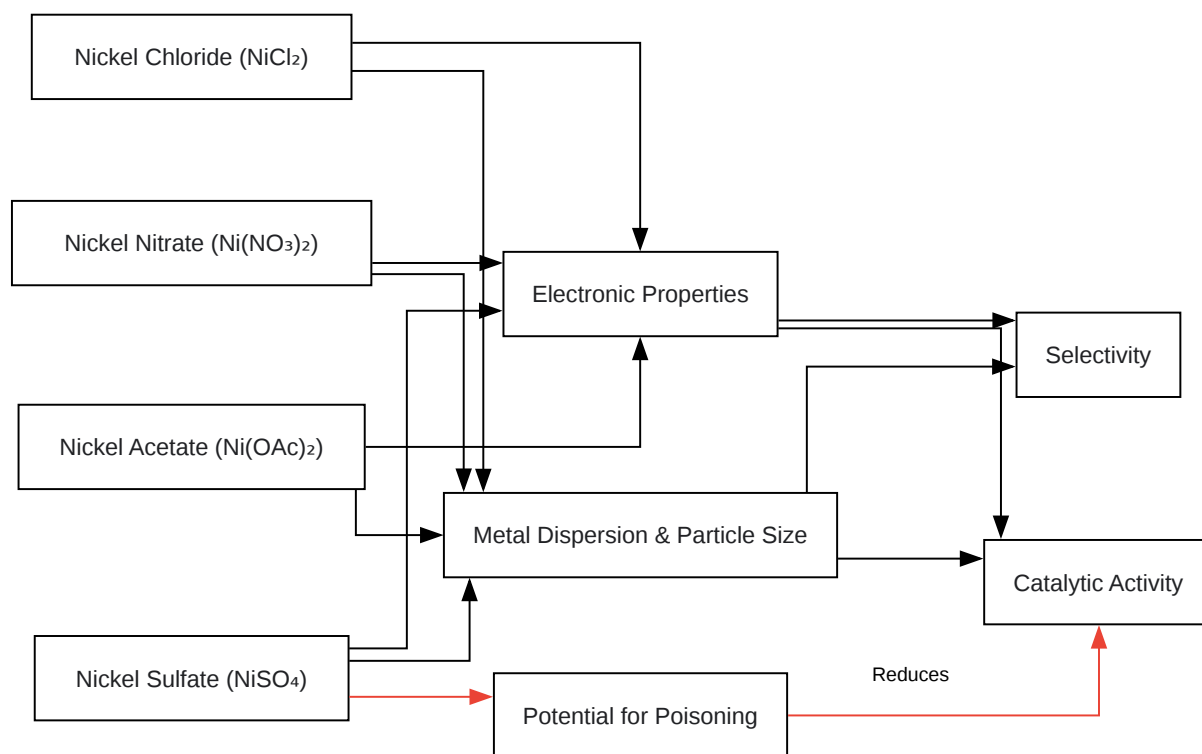 Nickel Chloride (NiCl₂)
Nickel Nitrate (Ni(NO₃)₂)
Electronic Properties
Selectivity
Nickel Acetate (Ni(OAc)₂)
Metal Dispersion & Particle Size
Catalytic Activity
Nickel Sulfate (NiSO₄)
Reduces
Potential for Poisoning